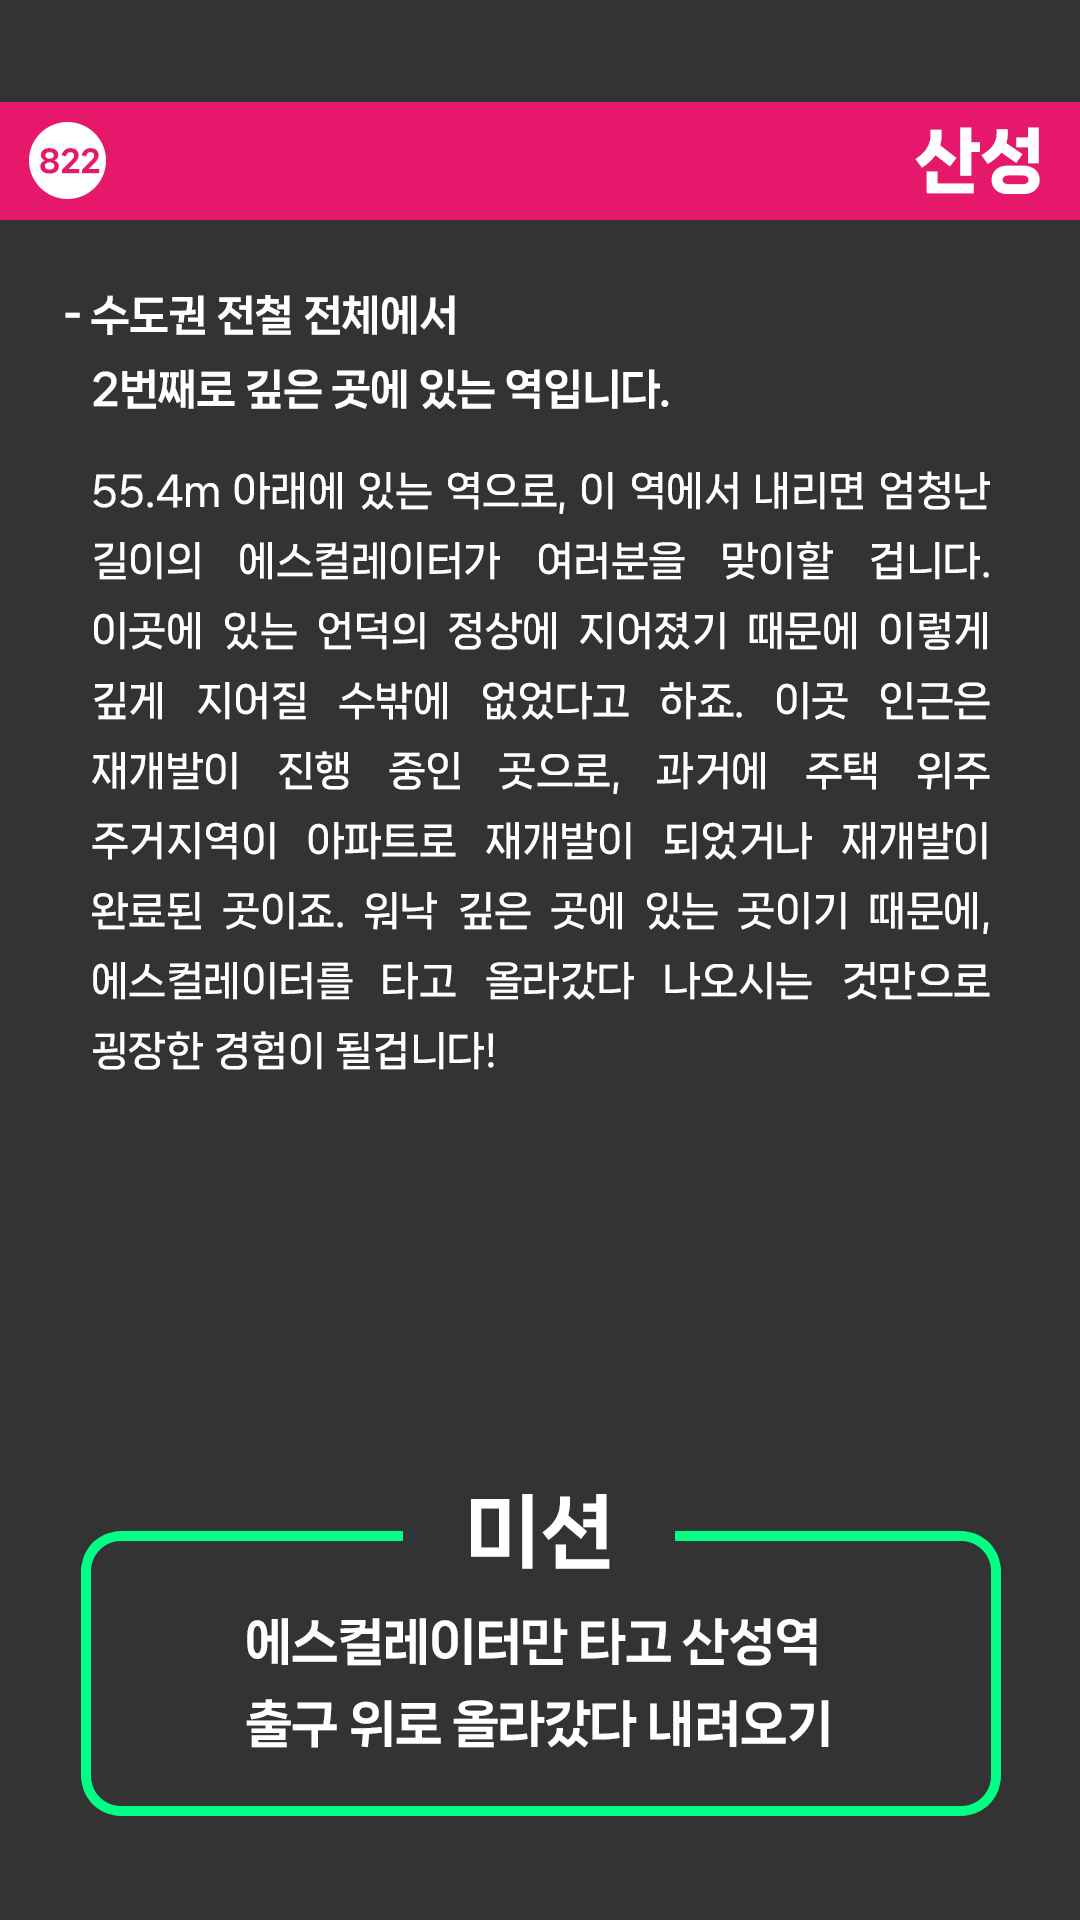 822
산성
- 수도권 전철 전체에서
2번째로 깊은 곳에 있는 역입니다.
55.4m 아래에 있는 역으로, 이 역에서 내리면 엄청난
길이의 에스컬레이터가 여러분을 맞이할 겁니다.
이곳에 있는 언덕의 정상에 지어졌기 때문에 이렇게
깊게 지어질 수밖에 없었다고 하죠. 이곳 인근은
재개발이 진행 중인 곳으로, 과거에 주택 위주
주거지역이 아파트로 재개발이 되었거나 재개발이
완료된 곳이죠. 워낙 깊은 곳에 있는 곳이기 때문에,
에스컬레이터를 타고 올라갔다 나오시는 것만으로
굉장한 경험이 될겁니다!
미션
에스컬레이터만 타고 산성역
출구 위로 올라갔다 내려오기